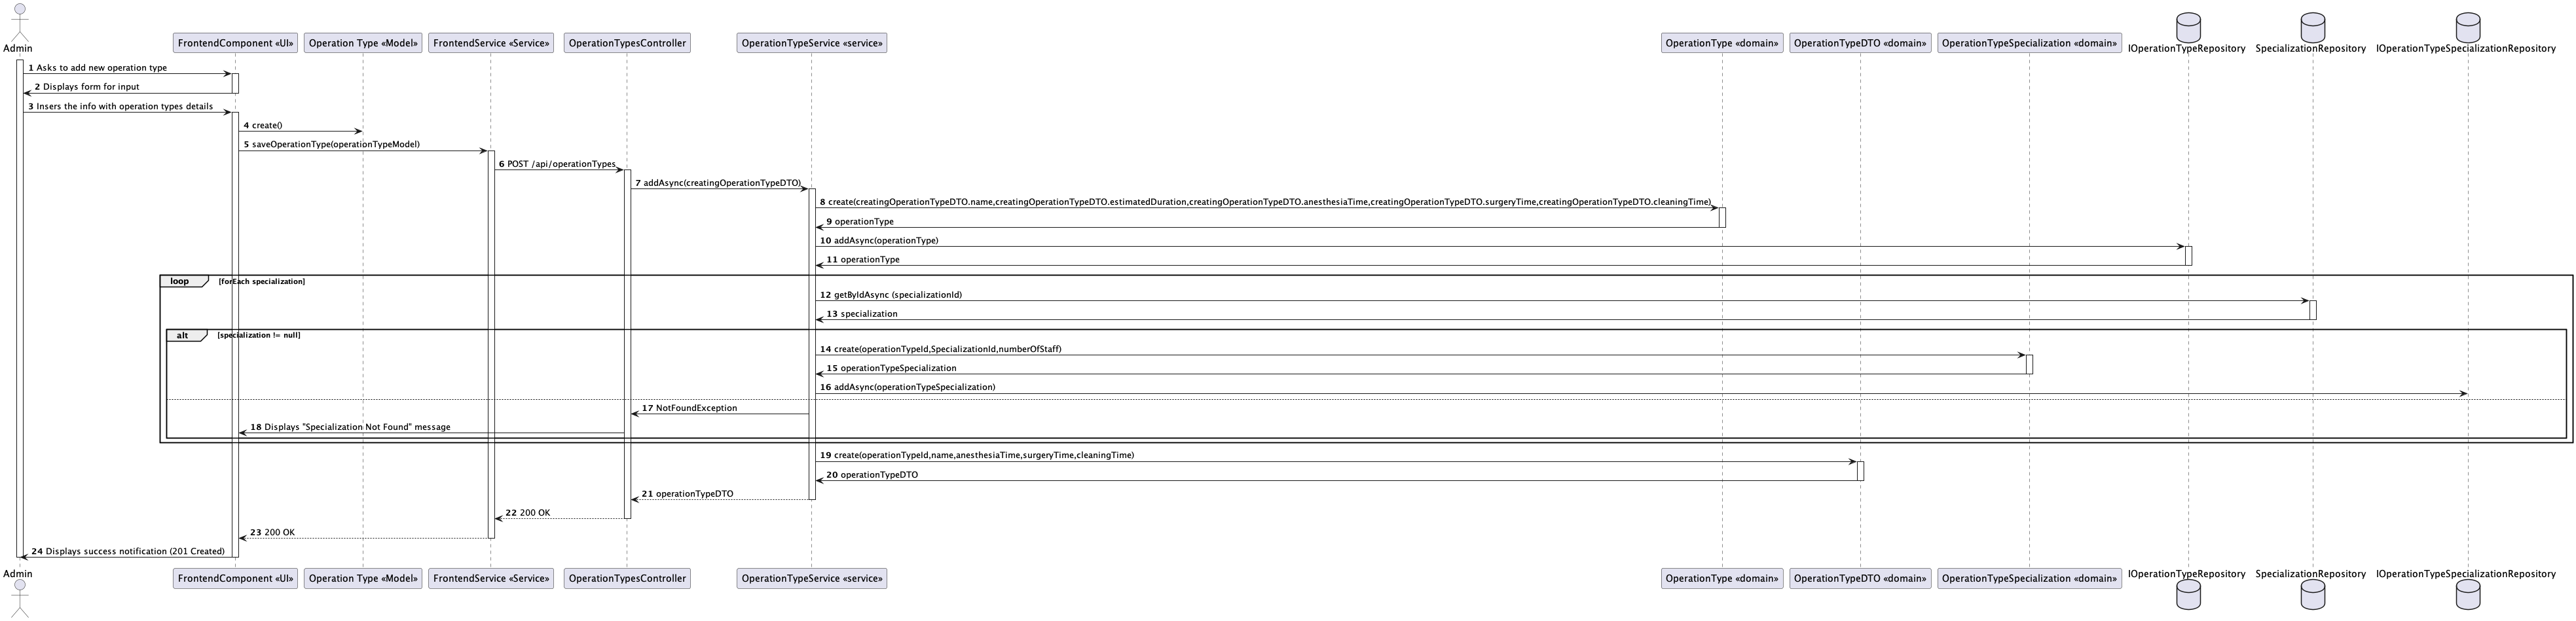 Admin
FrontendComponent «UI»
Operation Type «Model»
FrontendService «Service»
OperationTypesController
OperationTypeService «service»
OperationType «domain»
OperationTypeDTO «domain»
OperationTypeSpecialization «domain»
IOperationTypeRepository
SpecializationRepository
IOperationTypeSpecializationRepository
1 Asks to add new operation type
2 Displays form for input
3 Insers the info with operation types details
4 create()
5 saveOperationType(operationTypeModel)
6 POST /api/operationTypes
7 addAsync(creatingOperationTypeDTO)
8 create(creatingOperationTypeDTO.name,creatingOperationTypeDTO.estimatedDuration,creatingOperationTypeDTO.anesthesiaTime,creatingOperationTypeDTO.surgeryTime,creatingOperationTypeDTO.cleaningTime)
9 operationType
10 addAsync(operationType)
11 operationType
loop [forEach specialization]
12 getByIdAsync (specializationId)
13 specialization
alt [specialization != null]
14 create(operationTypeId,SpecializationId,numberOfStaff)
15 operationTypeSpecialization
16 addAsync(operationTypeSpecialization)
17 NotFoundException
18 Displays "Specialization Not Found" message
19 create(operationTypeId,name,anesthesiaTime,surgeryTime,cleaningTime)
20 operationTypeDTO
21 operationTypeDTO
22 200 OK
23 200 OK
24 Displays success notification (201 Created)
Admin
FrontendComponent «UI»
Operation Type «Model»
FrontendService «Service»
OperationTypesController
OperationTypeService «service»
OperationType «domain»
OperationTypeDTO «domain»
OperationTypeSpecialization «domain»
IOperationTypeRepository
SpecializationRepository
IOperationTypeSpecializationRepository